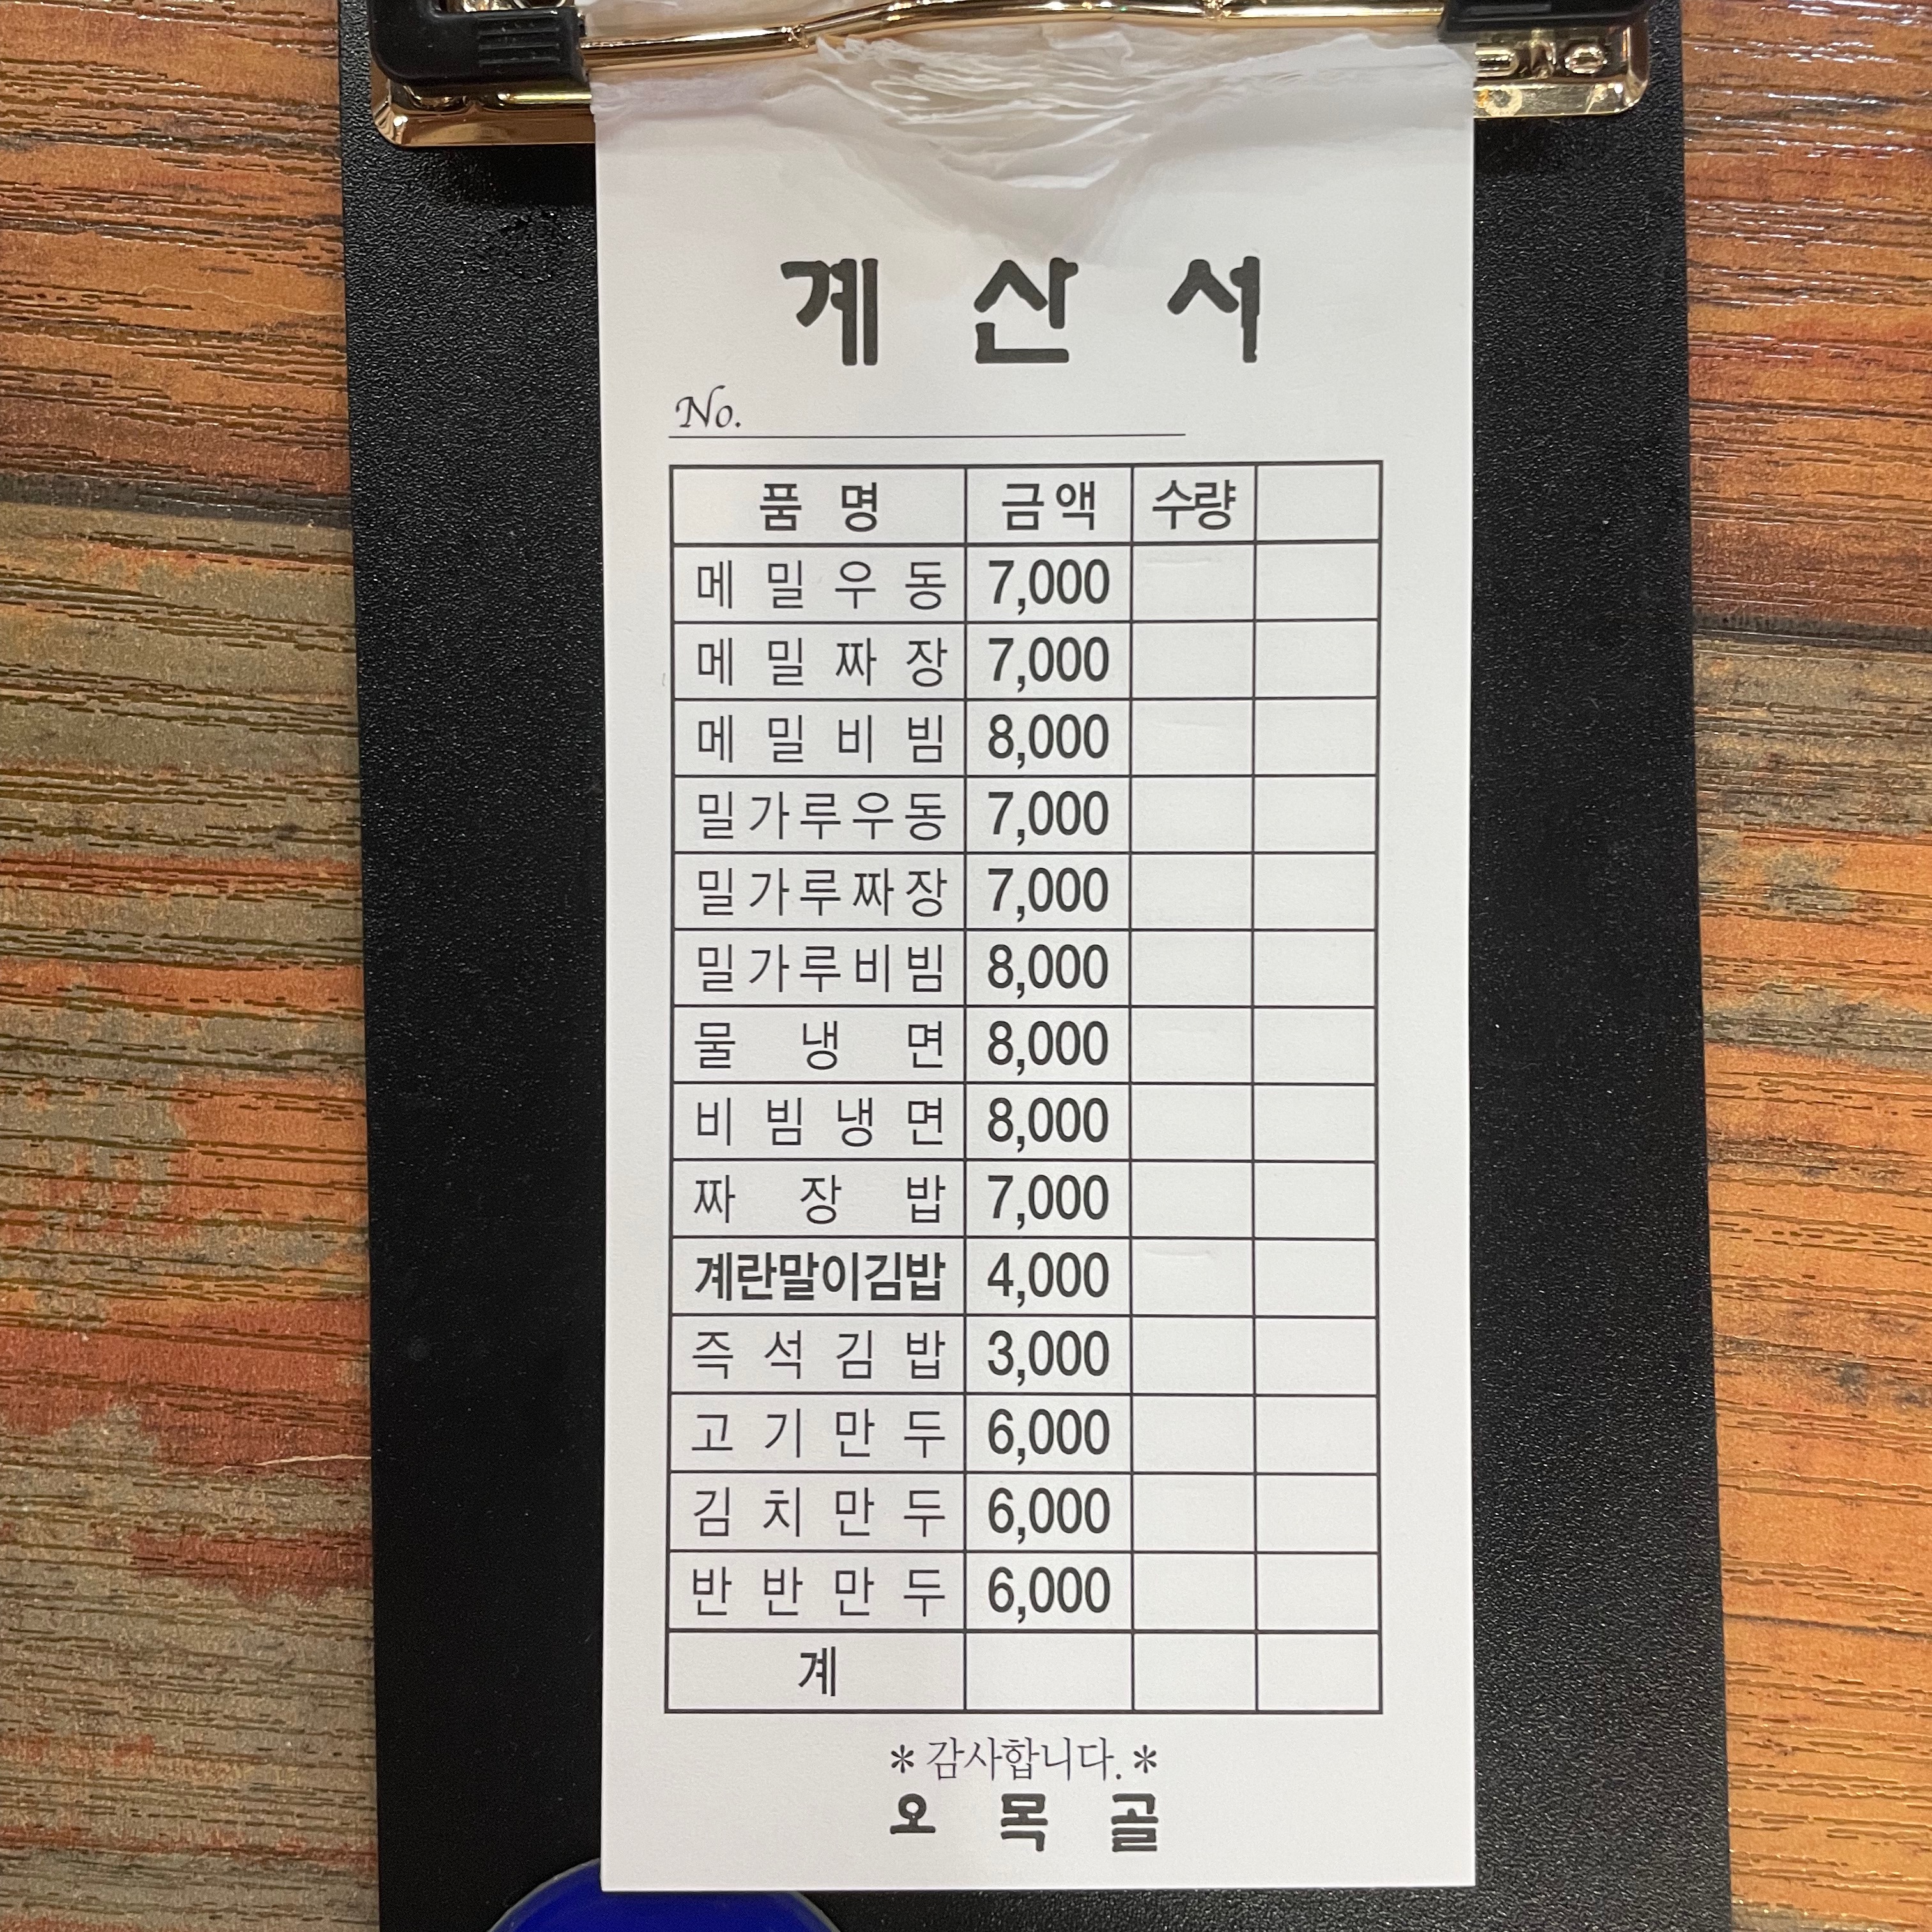 계산서
No.
품명 금액 수량
메밀우동 7,000
메밀짜장 7,000
메밀비빔 8,000
밀가루우동 7,000
밀가루짜장 7,000
밀가루비빔 8,000
물냉면 8,000
비빔냉면 8,000
짜장밥 7,000
계란말이김밥 4,000
즉석김밥 3,000
고기만두 6,000
김치만두 6,000
반반만두 6,000
계
*감사합니다.*
오목골